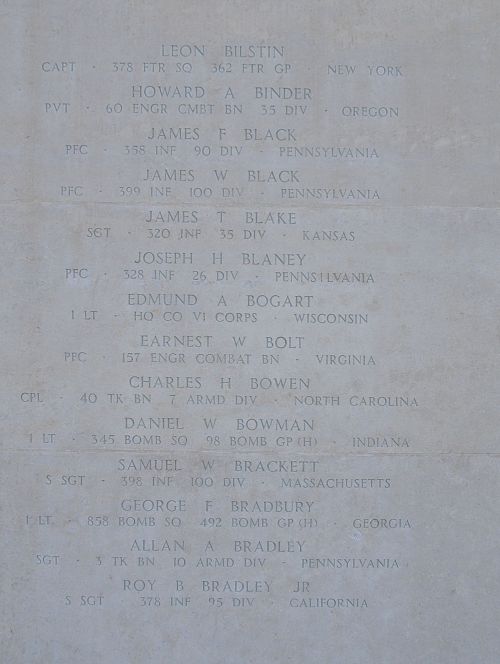 LEON BILSTIN
CAPT · 378 FTR SQ 362 FTR GP · NEW YORK
HOWARD A BINDER
PVT · 60 ENGR CMBT BN 35 DIV · OREGON
JAMES F BLACK
PFC · 358 INF 90 DIV · PENNSYLVANIA
JAMES W BLACK
PFC · 399 INF 100 DIV · PENNSYLVANIA
JAMES T BLAKE
SGT · 320 INF 35 DIV · KANSAS
JOSEPH H BLANEY
PFC · 328 INF 26 DIV · PENNSYLVANIA
EDMUND A BOGART
1 LT · HQ CO VI CORPS · WISCONSIN
EARNEST W BOLT
PFC · 157 ENGR COMBAT BN · VIRGINIA
CHARLES H BOWEN
CPL · 40 TK BN 7 ARMD DIV · NORTH CAROLINA
DANIEL W BOWMAN
1 LT · 345 BOMB SQ 98 BOMB GP (H) · INDIANA
SAMUEL W BRACKETT
S SGT · 398 INF 100 DIV · MASSACHUSETTS
GEORGE F BRADBURY
1 LT · 858 BOMB SQ 492 BOMB GP (H) · GEORGIA
ALLAN A BRADLEY
SGT · 3 TK BN 10 ARMD DIV · PENNSYLVANIA
ROY B BRADLEY JR
S SGT · 378 INF 95 DIV · CALIFORNIA